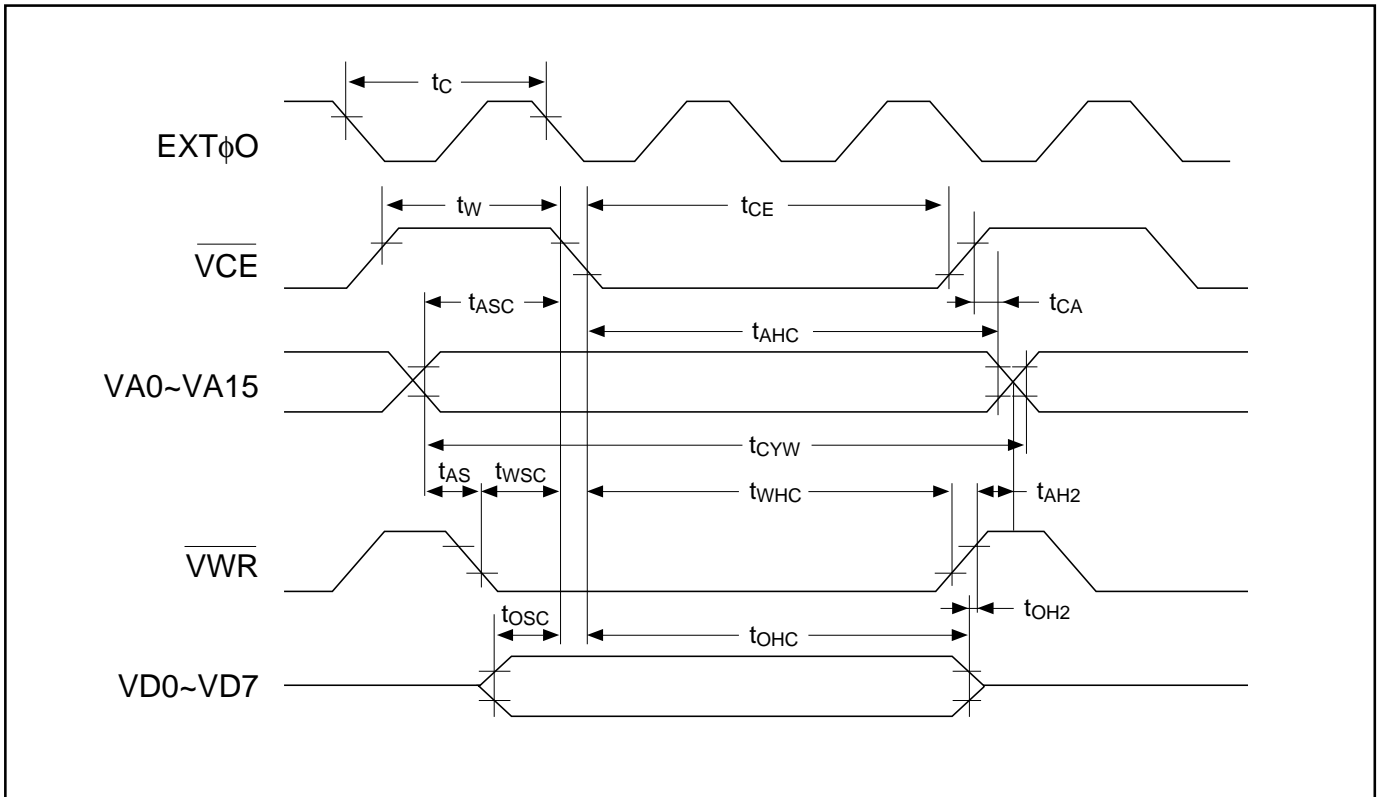 tC
EXTϕO
tW
tCE
VCE
tASC
tCA
tAHC
VA0~VA15
tCYW
tAS
tWSC
tWHC
tAH2
VWR
tOSC
tOHC
tOH2
VD0~VD7